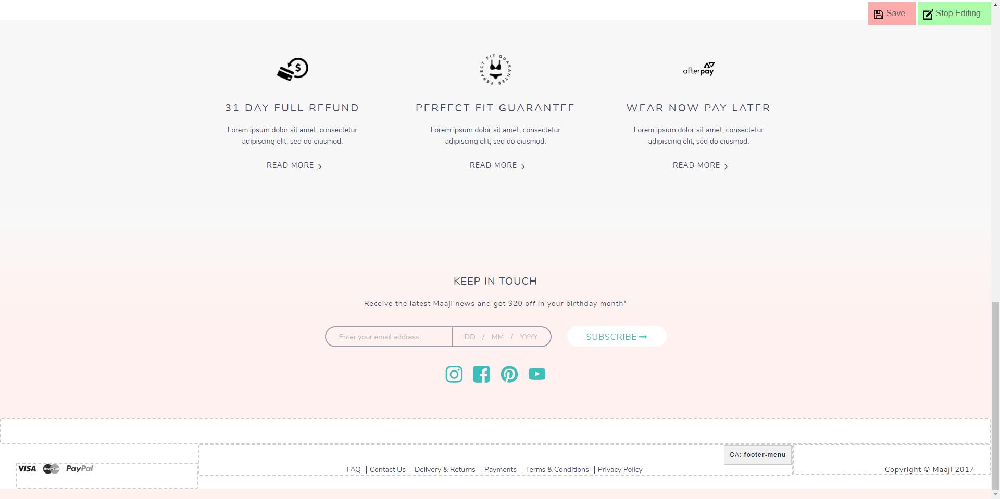 Save
Stop Editing
PERFECT FIT GUARANTEE
afterpay
31 DAY FULL REFUND
PERFECT FIT GUARANTEE
WEAR NOW PAY LATER
Lorem ipsum dolor sit amet, consectetur
adipiscing elit, sed do eiusmod.
Lorem ipsum dolor sit amet, consectetur
adipiscing elit, sed do eiusmod.
Lorem ipsum dolor sit amet, consectetur
adipiscing elit, sed do eiusmod.
READ MORE
READ MORE
READ MORE
KEEP IN TOUCH
Receive the latest Maaji news and get $20 off in your birthday month*
Enter your email address
DD / MM / YYYY
SUBSCRIBE
CA: footer-menu
VISA MasterCard PayPal
FAQ | Contact Us | Delivery & Returns | Payments | Terms & Conditions | Privacy Policy
Copyright © Maaji 2017